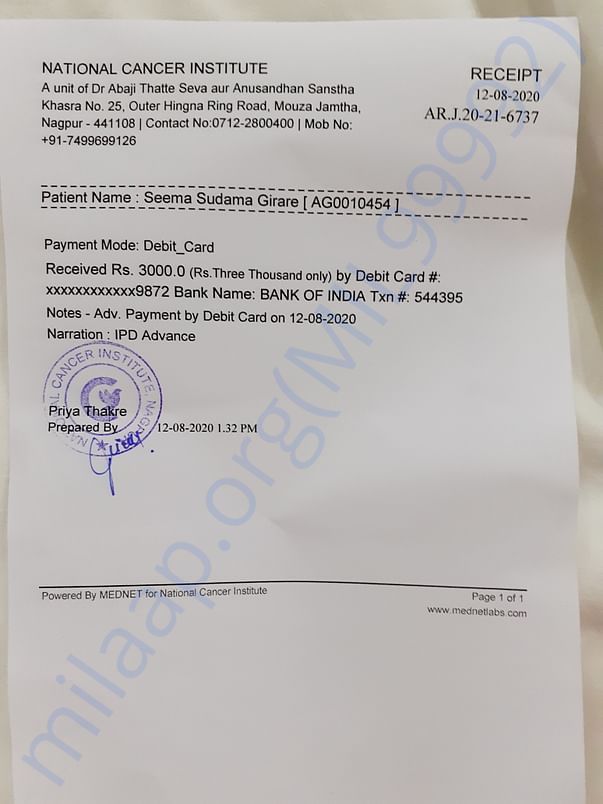 NATIONAL CANCER INSTITUTE
A unit of Dr Abaji Thatte Seva aur Anusandhan Sanstha
Khasra No. 25, Outer Hingna Ring Road, Mouza Jamtha,
Nagpur - 441108 | Contact No:0712-2800400 | Mob No:
+91-7499699126
RECEIPT
12-08-2020
AR.J.20-21-6737
Patient Name : Seema Sudama Girare [ AG0010454 ]
Payment Mode: Debit_Card
Received Rs. 3000.0 (Rs.Three Thousand only) by Debit Card #:
xxxxxxxxxxxx9872 Bank Name: BANK OF INDIA Txn #: 544395
Notes - Adv. Payment by Debit Card on 12-08-2020
Narration : IPD Advance
NATIONAL CANCER INSTITUTE, NAGPUR
Priya Thakre
Prepared By 12-08-2020 1.32 PM
Powered By MEDNET for National Cancer Institute
Page 1 of 1
www.mednetlabs.com